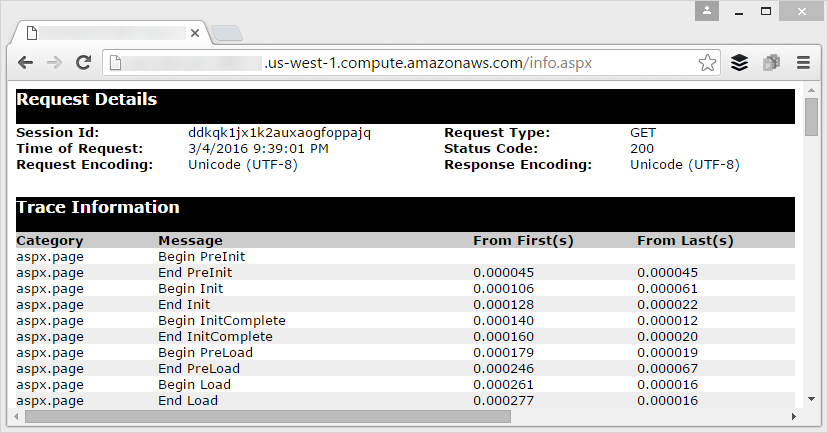 .us-west-1.compute.amazonaws.com/info.aspx
Request Details
Session Id: ddkqk1jx1k2auxaogfoppajq Request Type: GET
Time of Request: 3/4/2016 9:39:01 PM Status Code: 200
Request Encoding: Unicode (UTF-8) Response Encoding: Unicode (UTF-8)
Trace Information
Category Message From First(s) From Last(s)
aspx.page Begin PreInit
aspx.page End PreInit 0.000045 0.000045
aspx.page Begin Init 0.000106 0.000061
aspx.page End Init 0.000128 0.000022
aspx.page Begin InitComplete 0.000140 0.000012
aspx.page End InitComplete 0.000160 0.000020
aspx.page Begin PreLoad 0.000179 0.000019
aspx.page End PreLoad 0.000246 0.000067
aspx.page Begin Load 0.000261 0.000016
aspx.page End Load 0.000277 0.000016